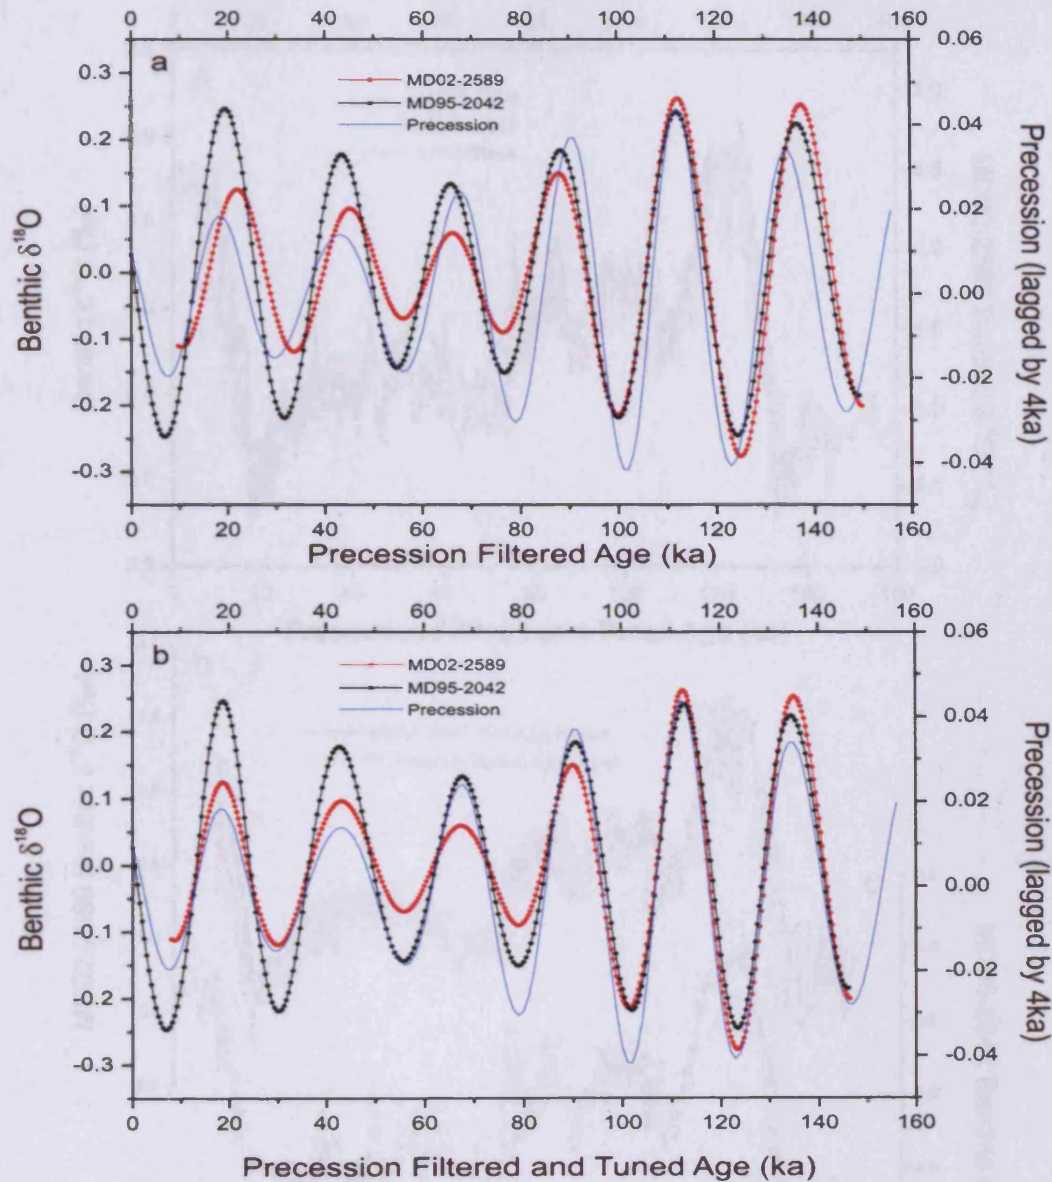 0 20 40 60 80 100 120 140 160
a
MD02-2589
MD95-2042
Precession
0.3
0.2
0.1
0.0
-0.1
-0.2
-0.3
Benthic δ¹⁸O
0.06
0.04
0.02
0.00
-0.02
-0.04
Precession (lagged by 4ka)
0 20 40 60 80 100 120 140 160
Precession Filtered Age (ka)
0 20 40 60 80 100 120 140 160
b
MD02-2589
MD95-2042
Precession
0.3
0.2
0.1
0.0
-0.1
-0.2
-0.3
Benthic δ¹⁸O
0.06
0.04
0.02
0.00
-0.02
-0.04
Precession (lagged by 4ka)
0 20 40 60 80 100 120 140 160
Precession Filtered and Tuned Age (ka)